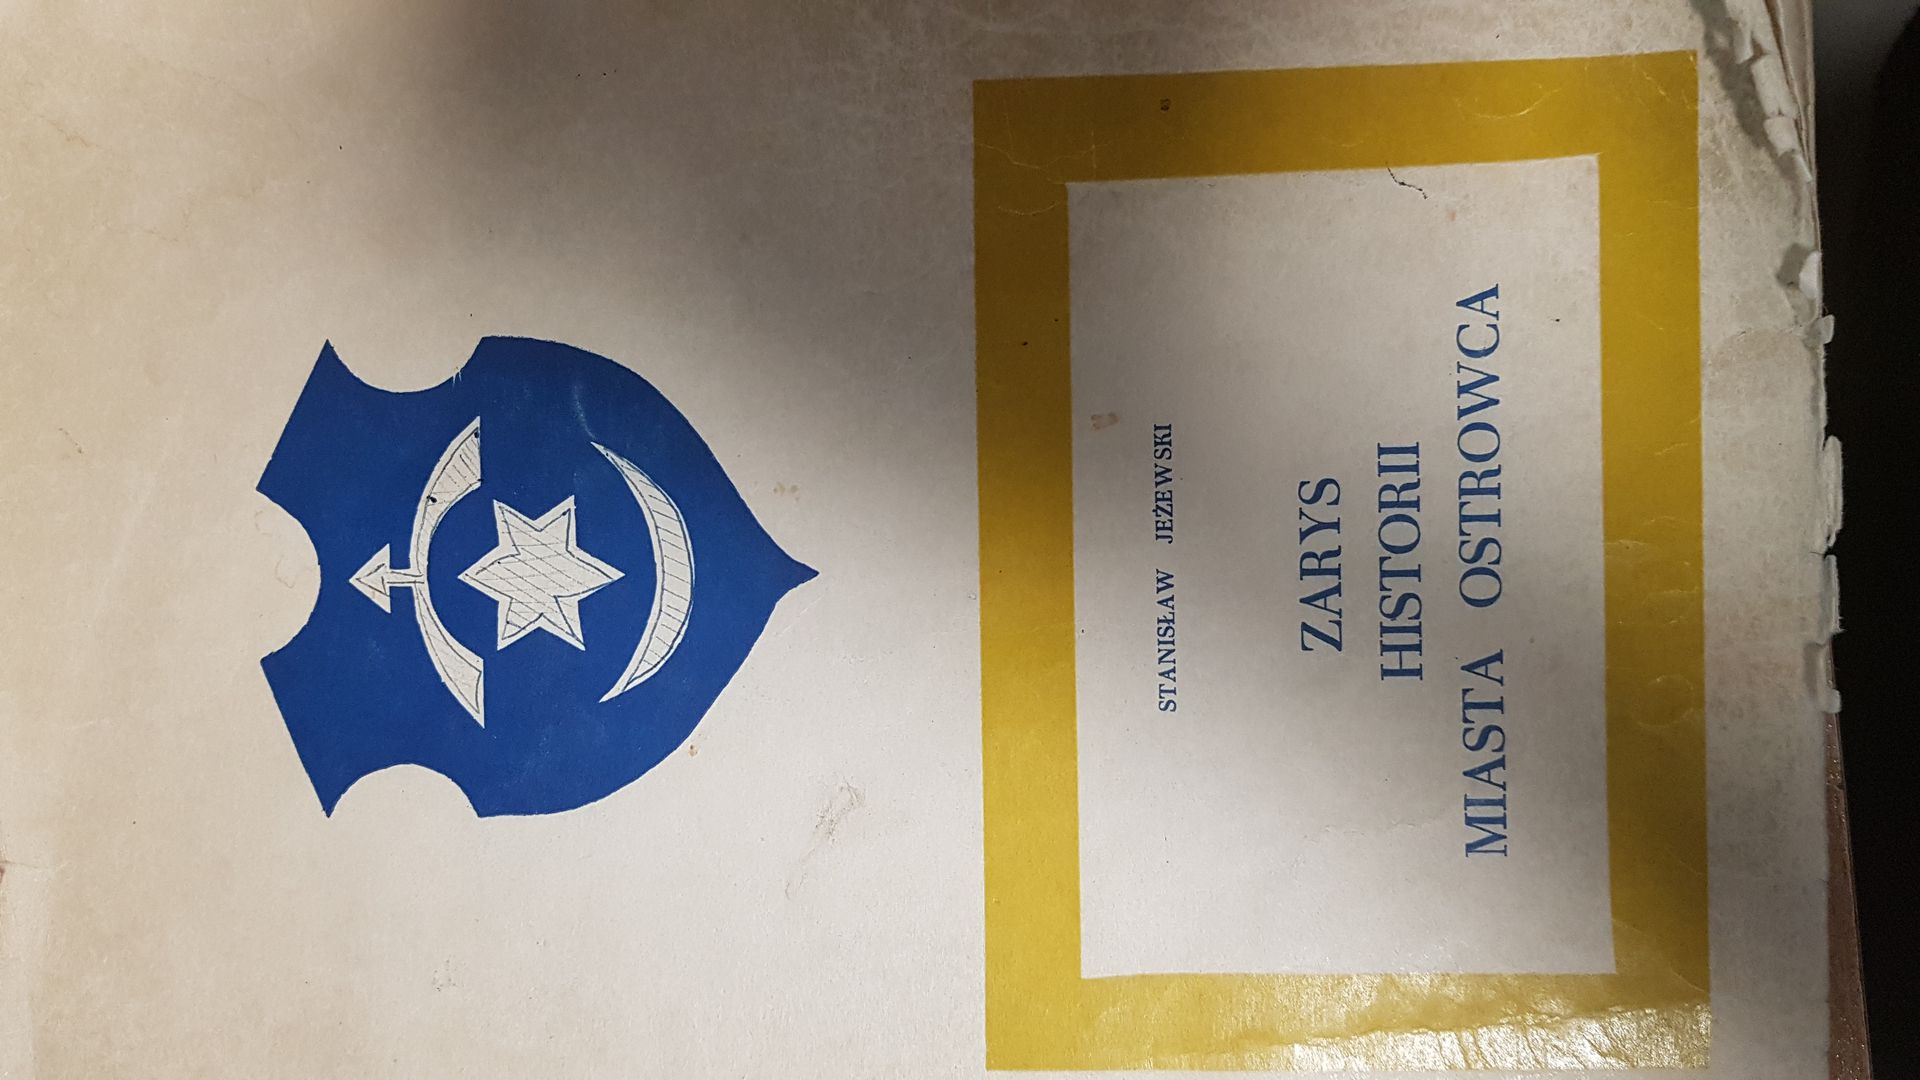 STANISŁAW JEŻEWSKI
ZARYS
HISTORII
MIASTA OSTROWCA